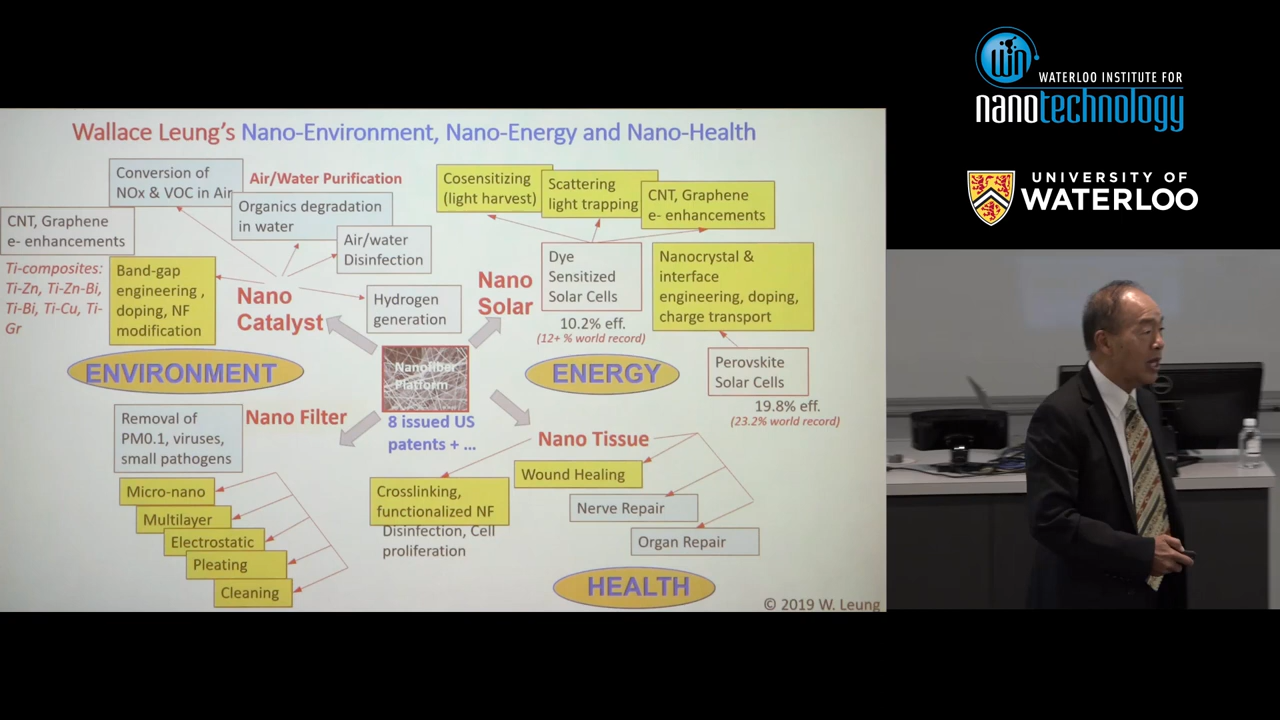 Wallace Leung's Nano-Environment, Nano-Energy and Nano-Health
Conversion of
NOx & VOC in Air
Air/Water Purification
Organics degradation
in water
CNT, Graphene
e- enhancements
Air/water
Disinfection
Ti-composites:
Ti-Zn, Ti-Zn-Bi,
Ti-Bi, Ti-Cu, Ti-
Gr
Band-gap
engineering ,
doping, NF
modification
Nano
Catalyst
Hydrogen
generation
ENVIRONMENT
Nanofiber
Platform
8 issued US
patents + ...
Cosensitizing
(light harvest)
Scattering
light trapping
CNT, Graphene
e- enhancements
Nano
Solar
Dye
Sensitized
Solar Cells
10.2% eff.
(12+ % world record)
Nanocrystal &
interface
engineering, doping,
charge transport
ENERGY
Perovskite
Solar Cells
19.8% eff.
(23.2% world record)
Removal of
PM0.1, viruses,
small pathogens
Nano Filter
Micro-nano
Multilayer
Electrostatic
Pleating
Cleaning
Nano Tissue
Wound Healing
Crosslinking,
functionalized NF
Disinfection, Cell
proliferation
Nerve Repair
Organ Repair
HEALTH
© 2019 W. Leung
WIN
WATERLOO INSTITUTE FOR
nanotechnology
UNIVERSITY OF
WATERLOO